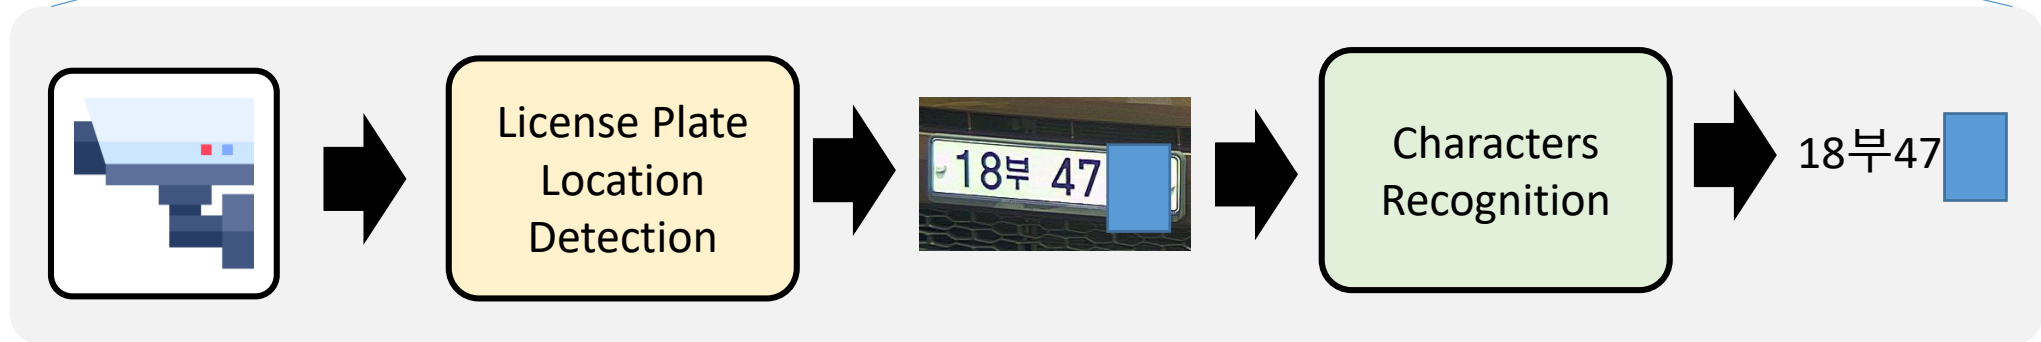 License Plate
Location
Detection
18부 47
Characters
Recognition
18부47